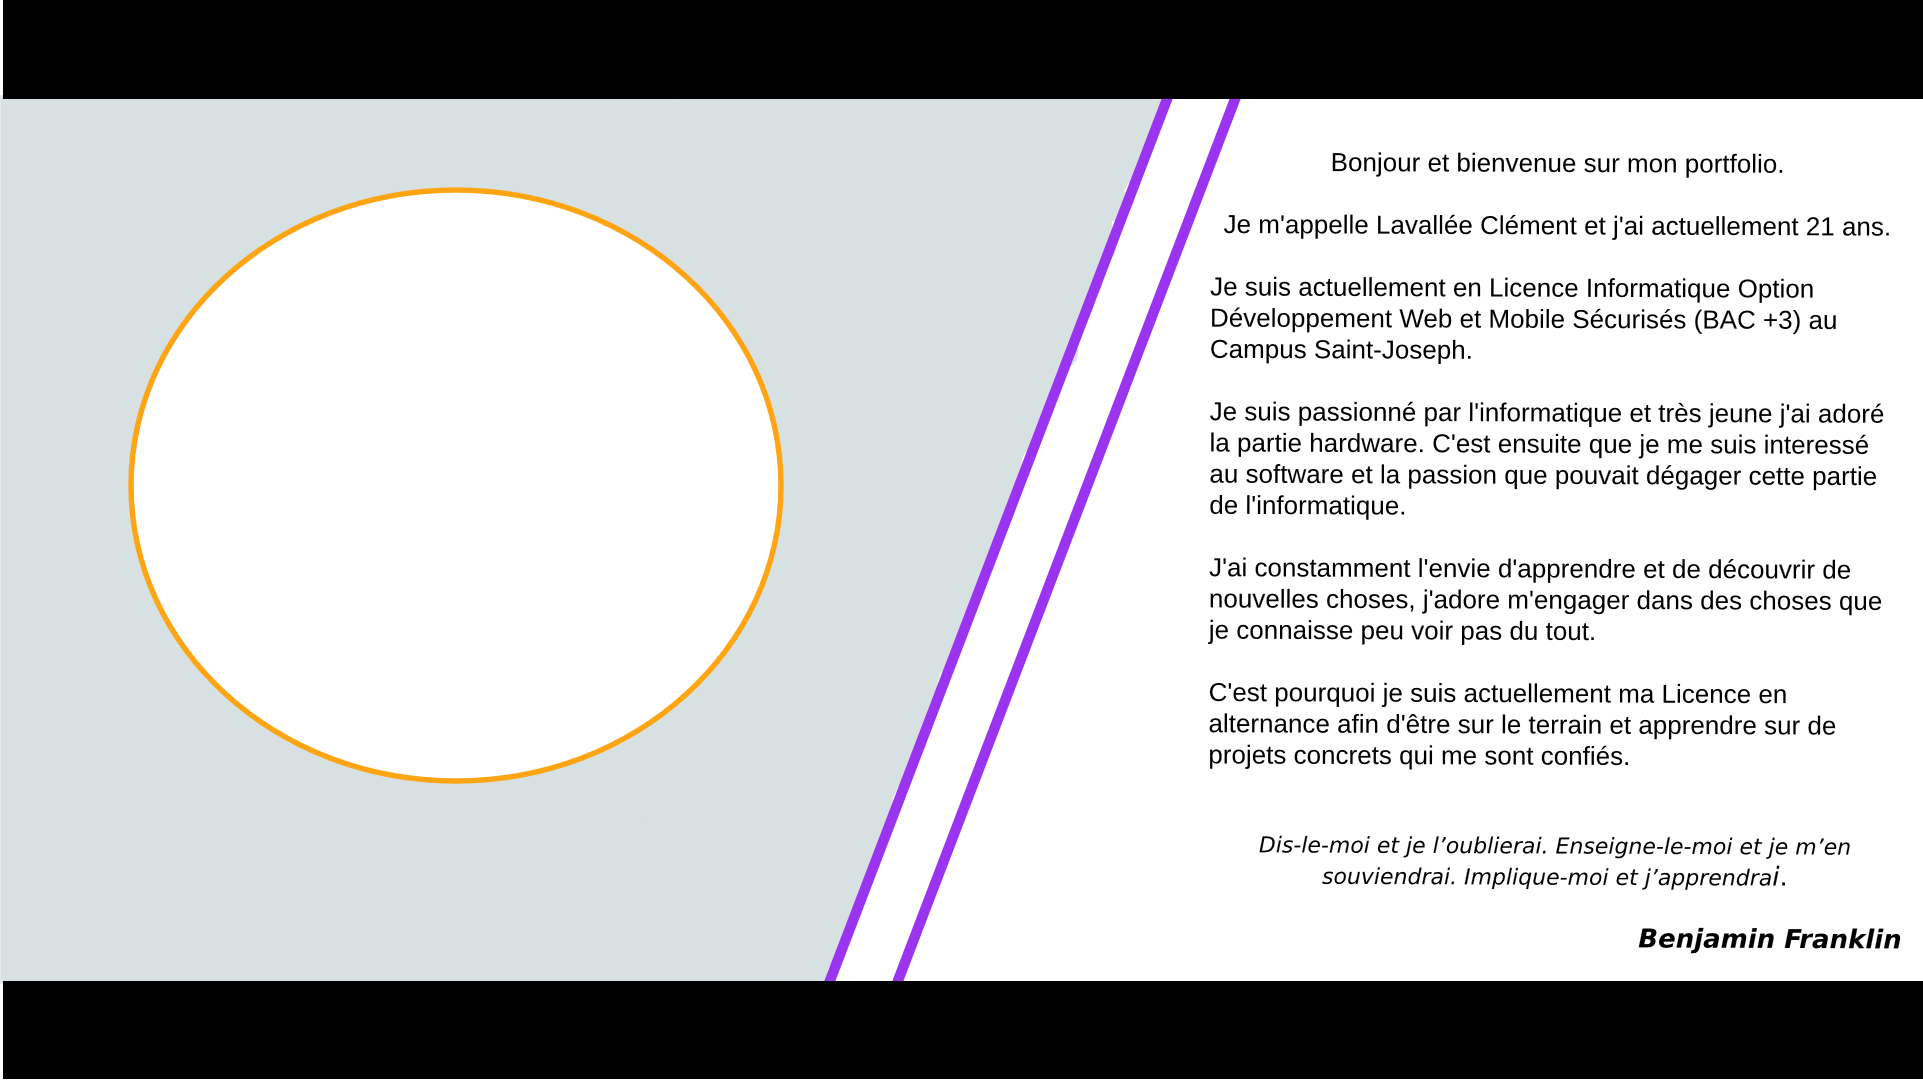 Bonjour et bienvenue sur mon portfolio.
Je m'appelle Lavallée Clément et j'ai actuellement 21 ans.
Je suis actuellement en Licence Informatique Option
Développement Web et Mobile Sécurisés (BAC +3) au
Campus Saint-Joseph.
Je suis passionné par l'informatique et très jeune j'ai adoré
la partie hardware. C'est ensuite que je me suis interessé
au software et la passion que pouvait dégager cette partie
de l'informatique.
J'ai constamment l'envie d'apprendre et de découvrir de
nouvelles choses, j'adore m'engager dans des choses que
je connaisse peu voir pas du tout.
C'est pourquoi je suis actuellement ma Licence en
alternance afin d'être sur le terrain et apprendre sur de
projets concrets qui me sont confiés.
Dis-le-moi et je l’oublierai. Enseigne-le-moi et je m’en
souviendrai. Implique-moi et j’apprendrai.
Benjamin Franklin